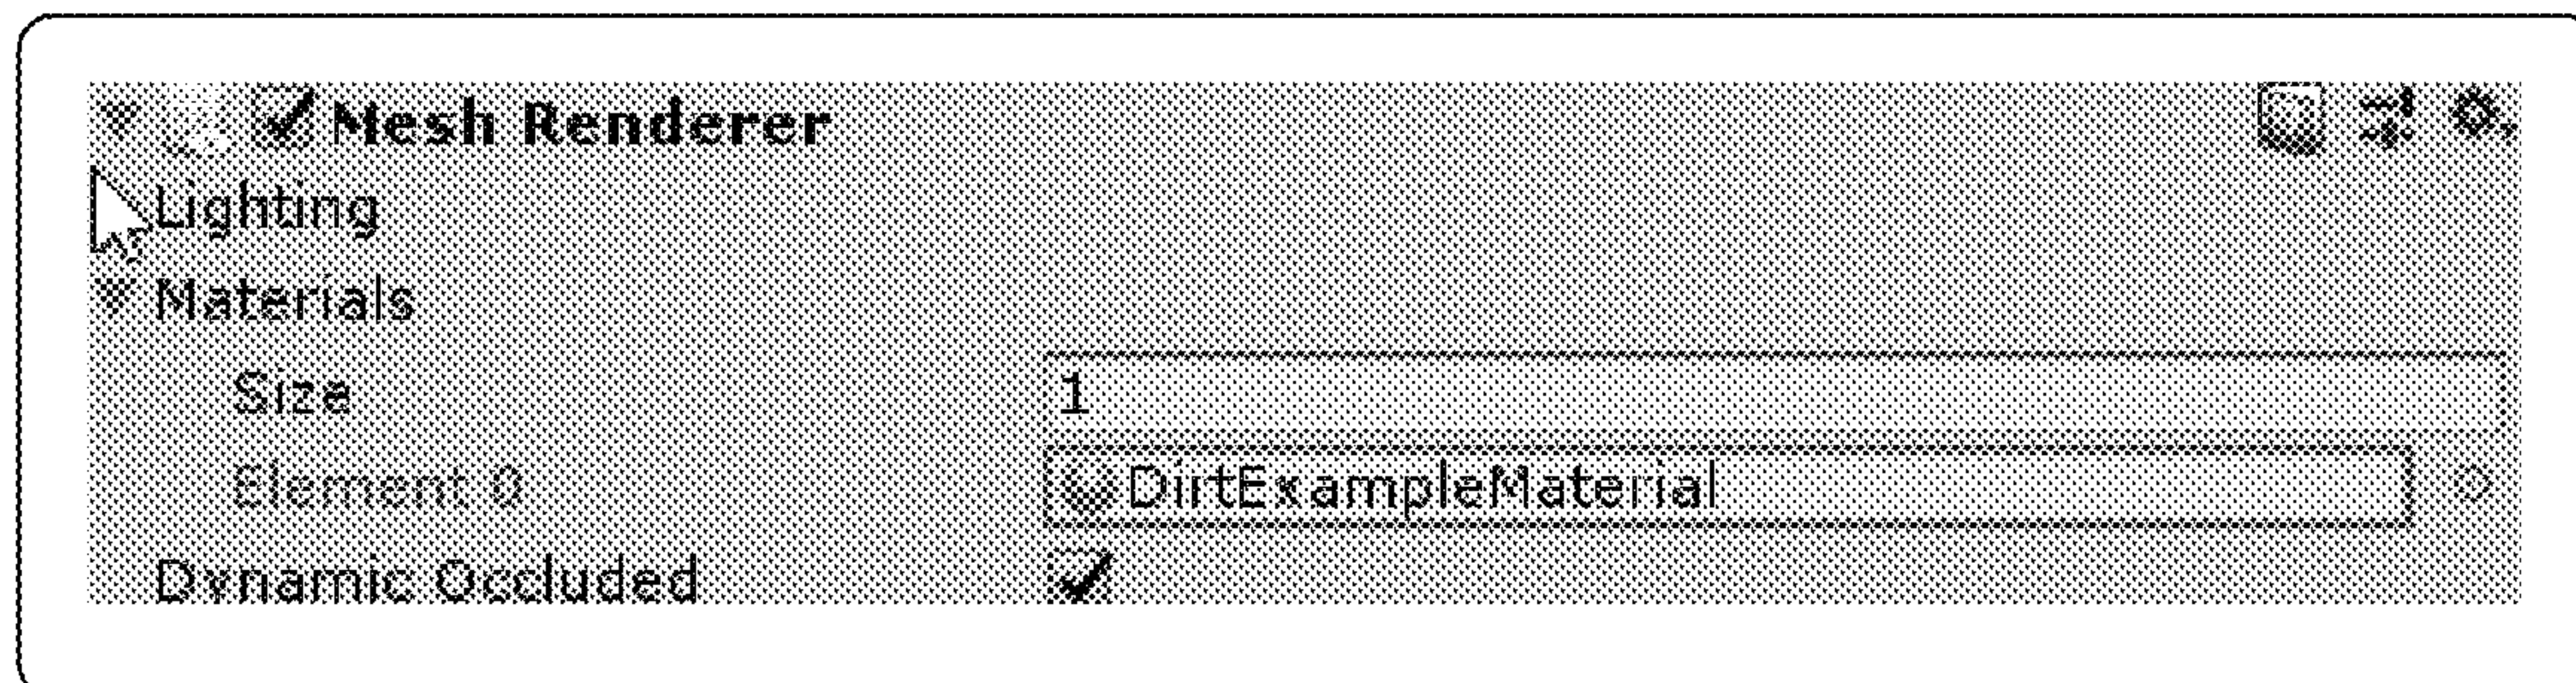 Mesh Renderer
Lighting
Materials
Size 1
Element 0 DirtExampleMaterial
Dynamic Occluded